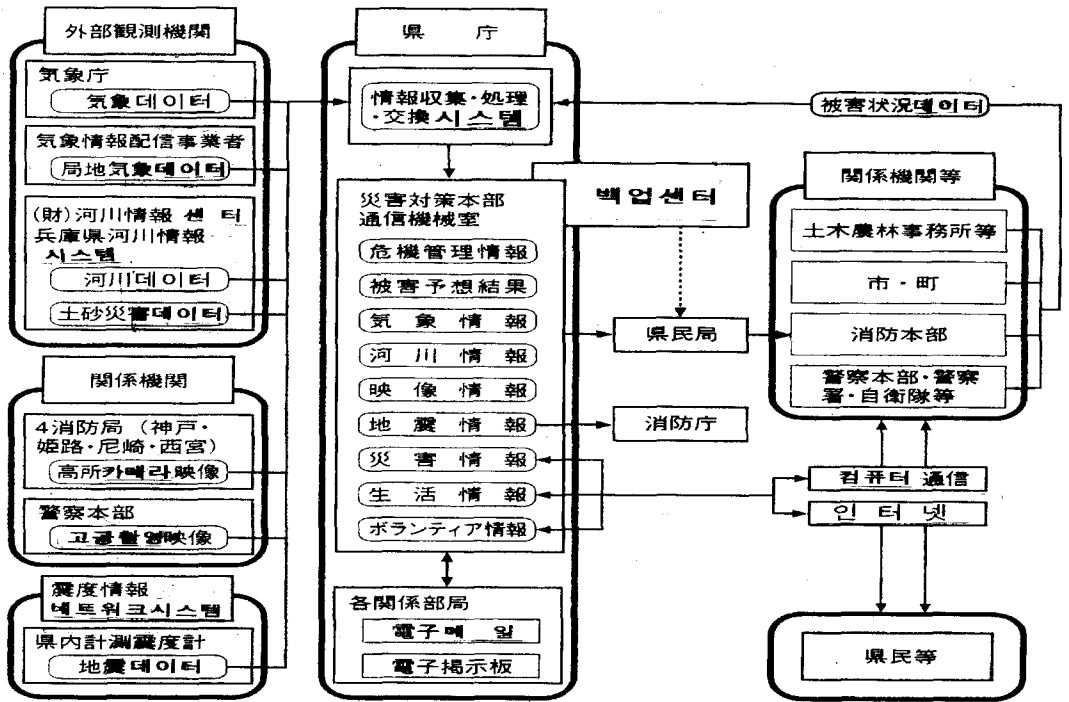 外部観測機関
気象庁
気象데이터
気象情報配信事業者
局地気象데이터
(財)河川情報 센터
兵庫県河川情報
시스템
河川데이터
土砂災害데이터
関係機関
4消防局 (神戸·
姫路·尼崎·西宮)
高所카메라映像
警察本部
고공촬영映像
震度情報
네트워크시스템
県内計測震度計
地震데이터
県 庁
情報収集·処理
·交換시스템
災害対策本部
通信機械室
危機管理情報
被害予想結果
気象情報
河川情報
映像情報
地震情報
災害情報
生活情報
ボランティア情報
各関係部局
電子메일
電子掲示板
백업센터
県民局
消防庁
被害状況데이터
関係機関等
土木農林事務所等
市·町
消防本部
警察本部·警察
署·自衛隊等
컴퓨터 通信
인터넷
県民等